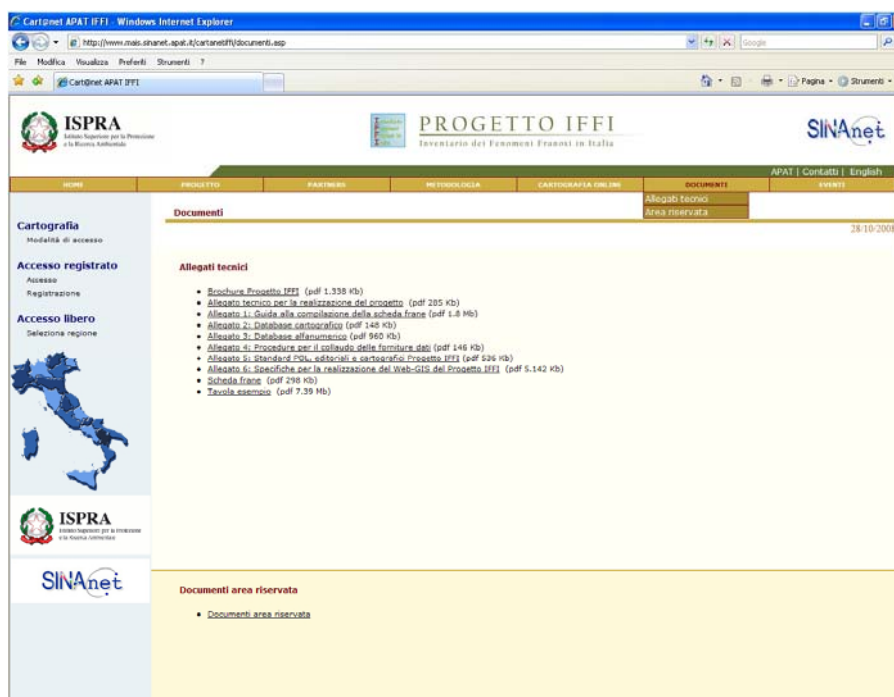 Cart@net APAT IFFI - Windows Internet Explorer
http://www.mais.sinanet.apat.it/cartanetiffi/documenti.asp
Google
File Modifica Visualizza Preferiti Strumenti ?
Cart@net APAT IFFI
Pagina Strumenti
ISPRA
Istituto Superiore per la Protezione
e la Ricerca Ambientale
PROGETTO IFFI
Inventario dei Fenomeni Franosi in Italia
SINAnet
APAT | Contatti | English
HOME PROGETTO PARTNERS METODOLOGIA CARTOGRAFIA ONLINE DOCUMENTI EVENTI
Allegati tecnici
Area riservata
Documenti
28/10/2008
Cartografia
Modalità di accesso
Accesso registrato
Accesso
Registrazione
Accesso libero
Seleziona regione
Allegati tecnici
Brochure Progetto IFFI (pdf 1.338 Kb)
Allegato tecnico per la realizzazione del progetto (pdf 285 Kb)
Allegato 1: Guida alla compilazione della scheda frane (pdf 1.8 Mb)
Allegato 2: Database cartografico (pdf 148 Kb)
Allegato 3: Database alfanumerico (pdf 960 Kb)
Allegato 4: Procedure per il collaudo delle forniture dati (pdf 146 Kb)
Allegato 5: Standard POL, editoriali e cartografici Progetto IFFI (pdf 536 Kb)
Allegato 6: Specifiche per la realizzazione del Web-GIS del Progetto IFFI (pdf 5.142 Kb)
Scheda frane (pdf 298 Kb)
Tavola esempio (pdf 7.39 Mb)
ISPRA
Istituto Superiore per la Protezione
e la Ricerca Ambientale
SINAnet
Documenti area riservata
Documenti area riservata